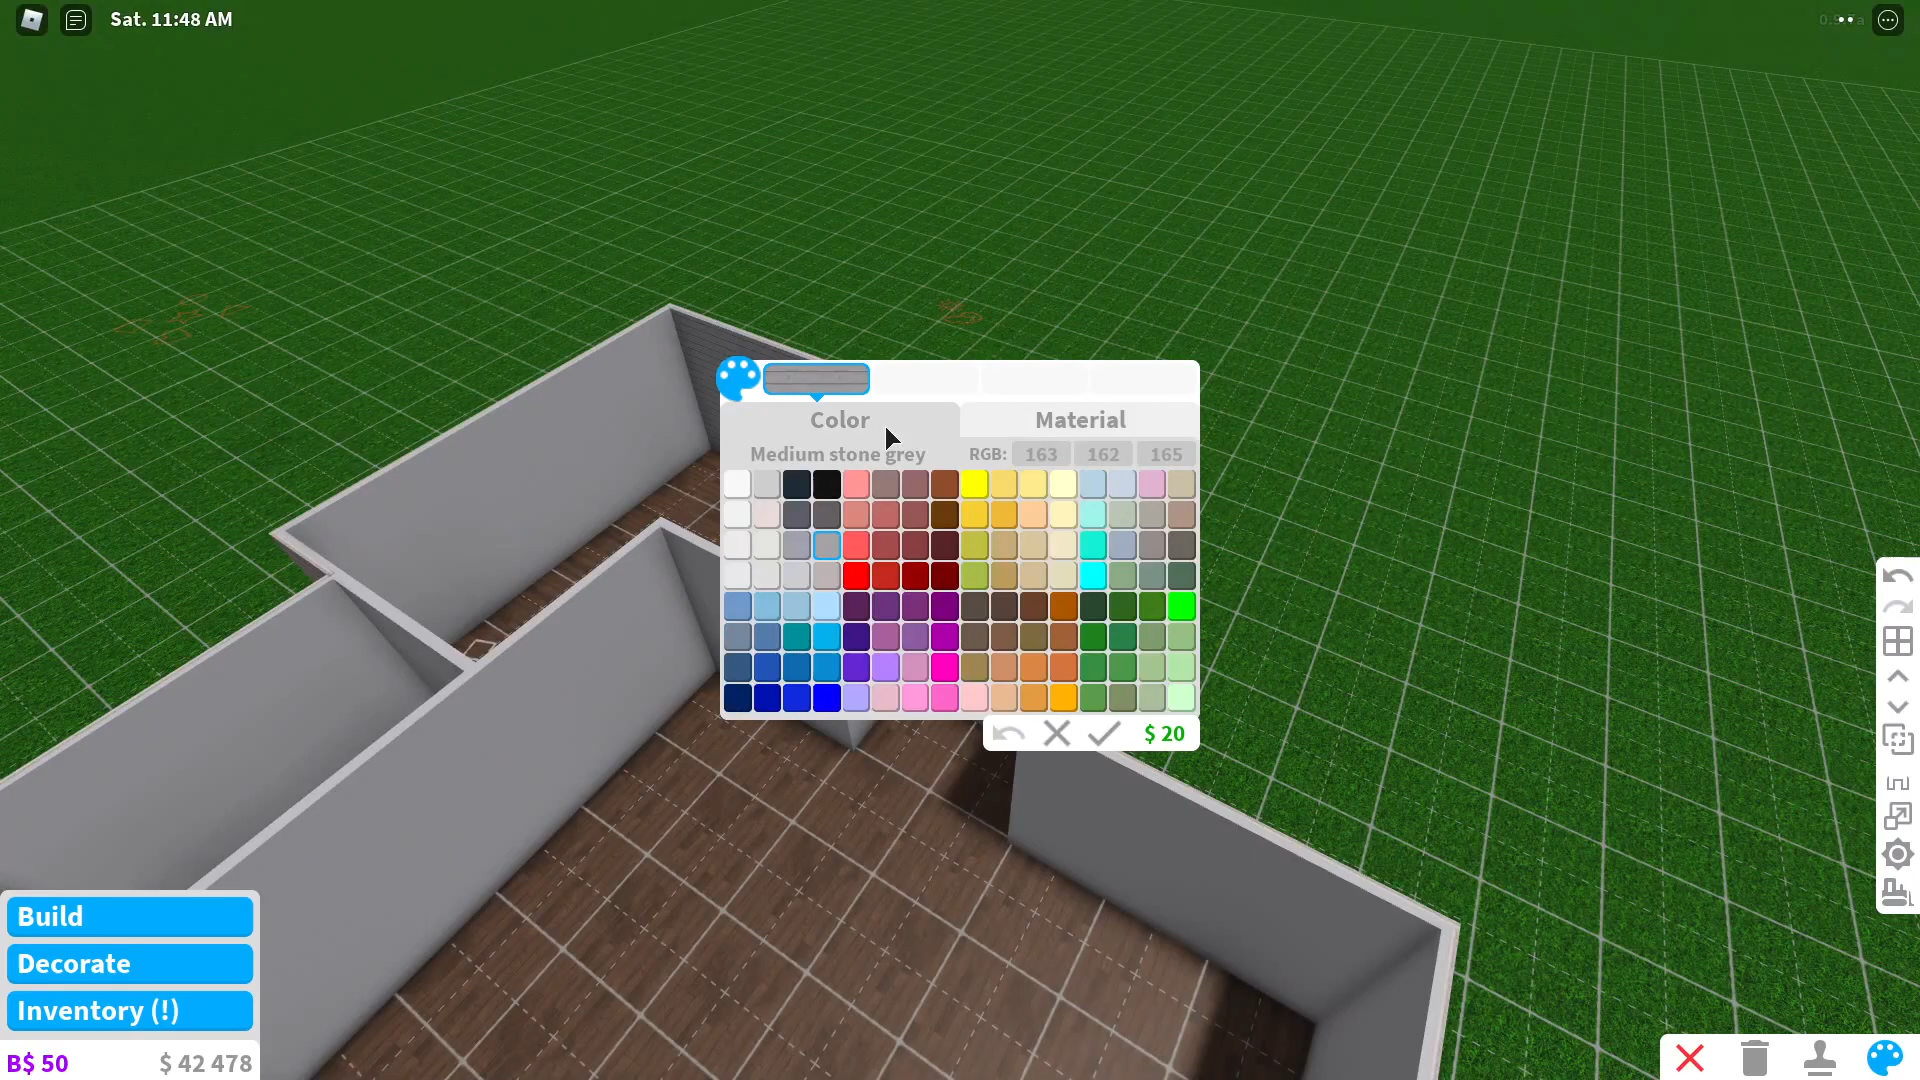 Sat. 11:48 AM
Color
Material
Medium stone grey
RGB: 163 162 165
$ 20
Build
Decorate
Inventory (!)
B$ 50
$ 42 478